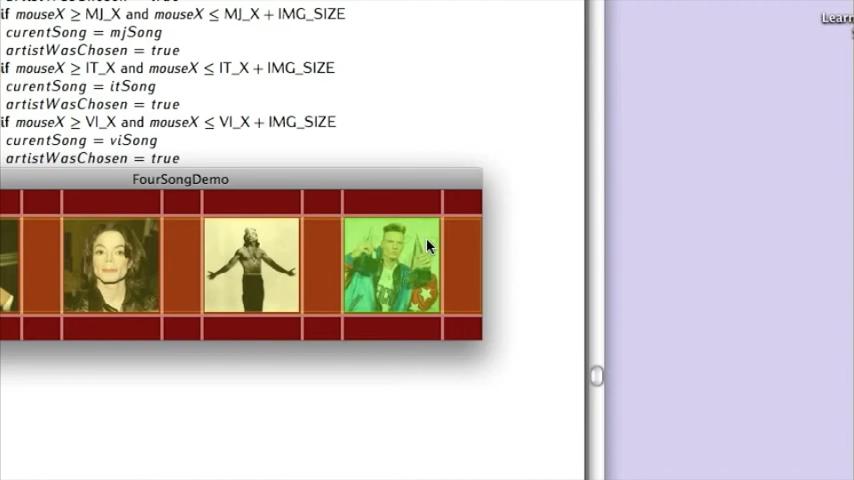 if mouseX ≥ MJ_X and mouseX ≤ MJ_X + IMG_SIZE
curentSong = mjSong
artistWasChosen = true
if mouseX ≥ IT_X and mouseX ≤ IT_X + IMG_SIZE
curentSong = itSong
artistWasChosen = true
if mouseX ≥ VI_X and mouseX ≤ VI_X + IMG_SIZE
curentSong = viSong
artistWasChosen = true
FourSongDemo
Learn